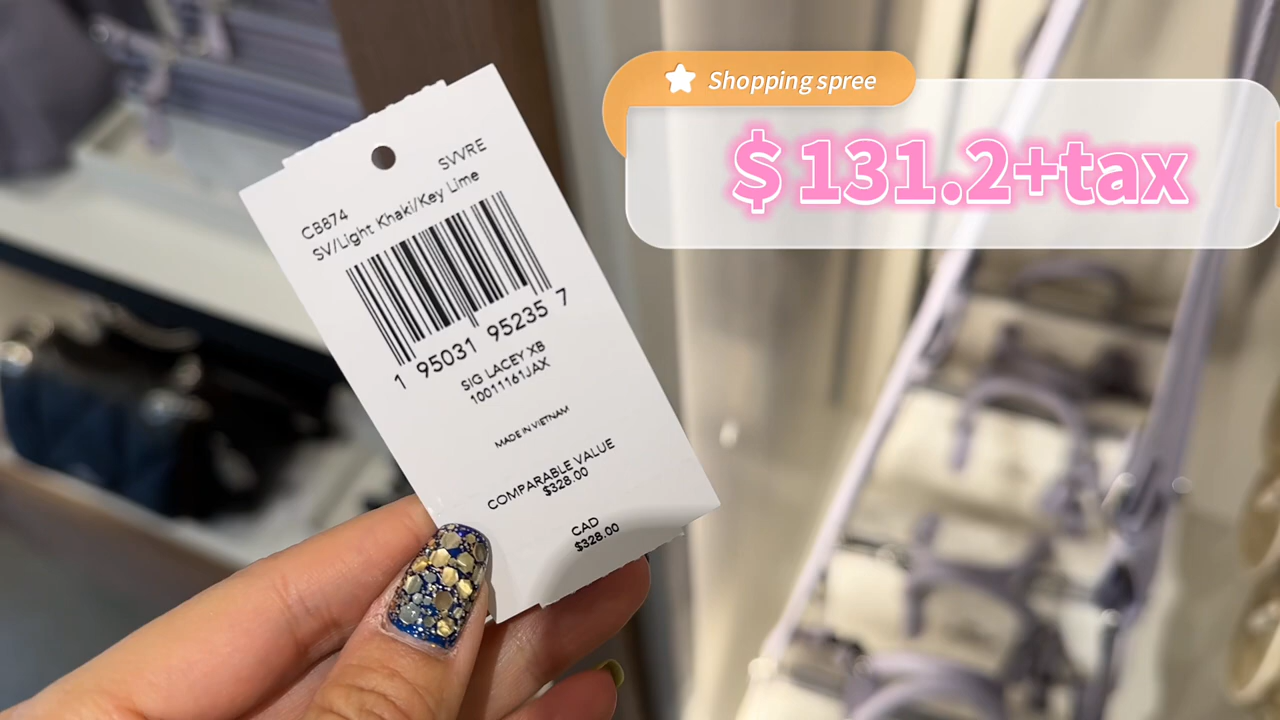 Shopping spree
$ 131.2+tax
SVVRE
CB874
SV/Light Khaki/Key Lime
1 95031 95235 7
SIG LACEY XB
10011161JAX
MADE IN VIETNAM
COMPARABLE VALUE
$328.00
CAD
$328.00